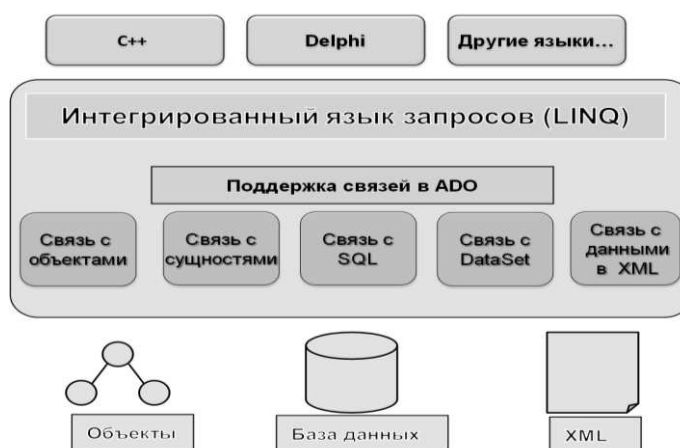 C++
Delphi
Другие языки...
Интегрированный язык запросов (LINQ)
Поддержка связей в ADO
Связь с
объектами
Связь с
сущностями
Связь с
SQL
Связь с
DataSet
Связь с
данными
в XML
Объекты
База данных
XML